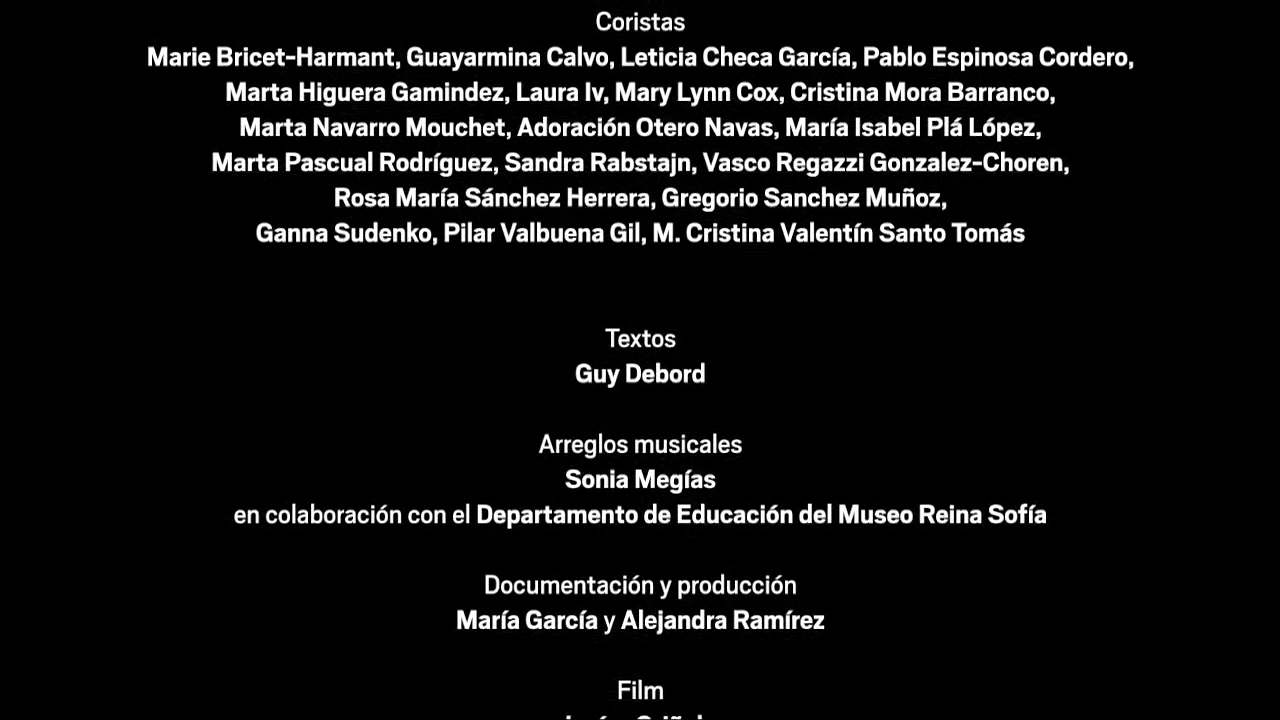 Coristas
Marie Bricet-Harmant, Guayarmina Calvo, Leticia Checa García, Pablo Espinosa Cordero,
Marta Higuera Gamindez, Laura Iv, Mary Lynn Cox, Cristina Mora Barranco,
Marta Navarro Mouchet, Adoración Otero Navas, María Isabel Plá López,
Marta Pascual Rodríguez, Sandra Rabstajn, Vasco Regazzi Gonzalez-Choren,
Rosa María Sánchez Herrera, Gregorio Sanchez Muñoz,
Ganna Sudenko, Pilar Valbuena Gil, M. Cristina Valentín Santo Tomás
Textos
Guy Debord
Arreglos musicales
Sonia Megías
en colaboración con el Departamento de Educación del Museo Reina Sofía
Documentación y producción
María García y Alejandra Ramírez
Film